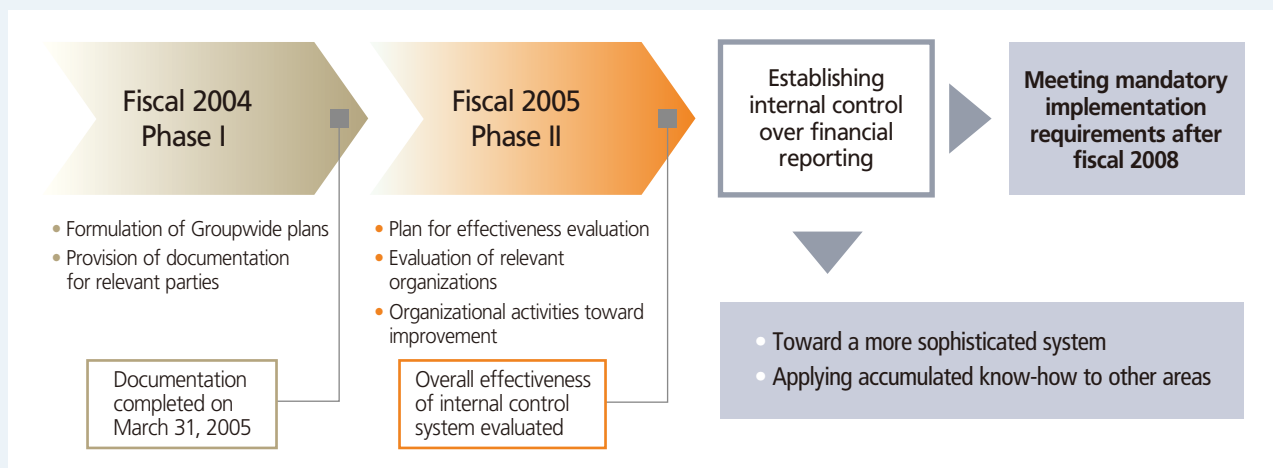 Fiscal 2004
Phase I
• Formulation of Groupwide plans
• Provision of documentation
for relevant parties
Documentation
completed on
March 31, 2005
Fiscal 2005
Phase II
• Plan for effectiveness evaluation
• Evaluation of relevant
organizations
• Organizational activities toward
improvement
Overall effectiveness
of internal control
system evaluated
Establishing
internal control
over financial
reporting
Meeting mandatory
implementation
requirements after
fiscal 2008
• Toward a more sophisticated system
• Applying accumulated know-how to other areas